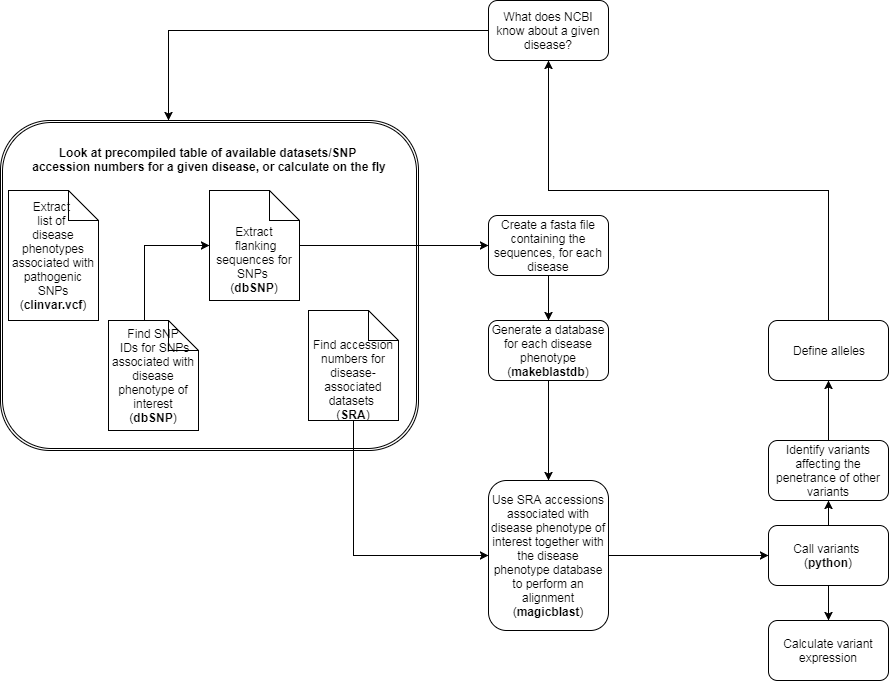 What does NCBI
know about a given
disease?
Look at precompiled table of available datasets/SNP
accession numbers for a given disease, or calculate on the fly
Extract
list of
disease
phenotypes
associated with
pathogenic
SNPs
(clinvar.vcf)
Extract
flanking
sequences for
SNPs
(dbSNP)
Find SNP
IDs for SNPs
associated with
disease
phenotype of
interest
(dbSNP)
Find accession
numbers for
disease-
associated
datasets
(SRA)
Create a fasta file
containing the
sequences, for each
disease
Generate a database
for each disease
phenotype
(makeblastdb)
Use SRA accessions
associated with
disease phenotype of
interest together with
the disease
phenotype database
to perform an
alignment
(magicblast)
Define alleles
Identify variants
affecting the
penetrance of other
variants
Call variants
(python)
Calculate variant
expression